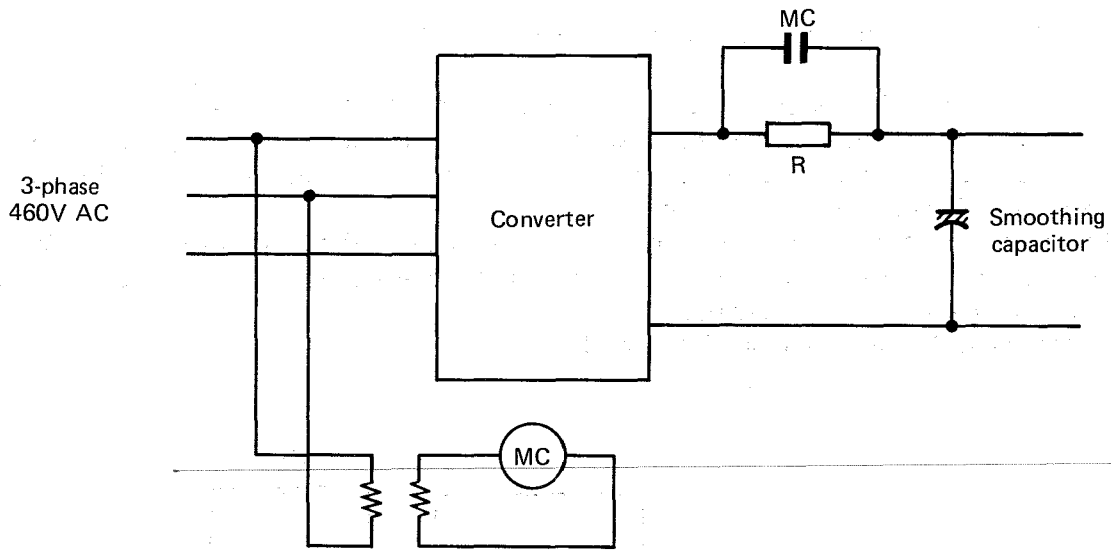 MC
R
3-phase
460V AC
Converter
Smoothing
capacitor
MC